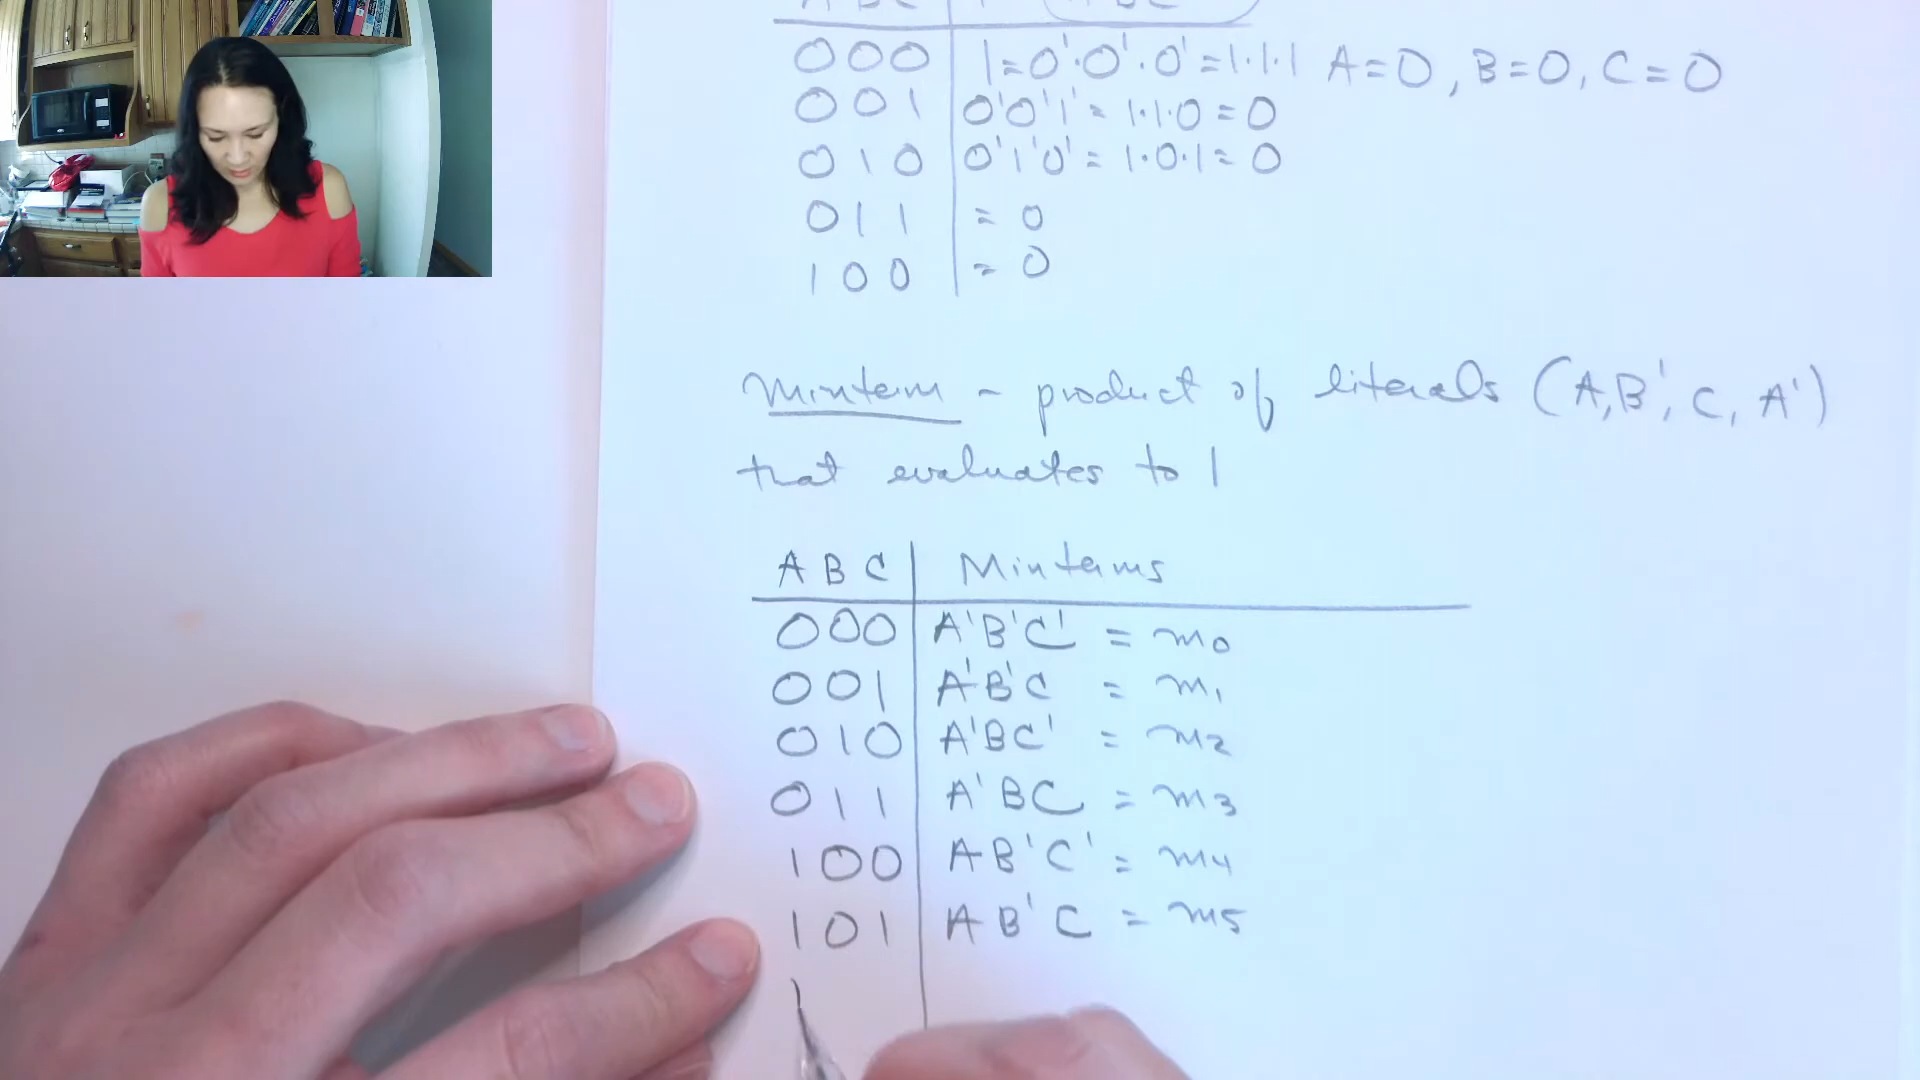 000 | 1=0'·0'·0'=1·1·1 A=0, B=0, C=0
001 | 0'0'1' = 1·1·0 = 0
010 | 0'1'0' = 1·0·1 = 0
011 | = 0
100 | = 0
Minterm - product of literals (A, B', C, A')
that evaluates to 1
A B C | Minterms
000 | A'B'C' = m0
001 | A'B'C = m1
010 | A'BC' = m2
011 | A'BC = m3
100 | AB'C' = m4
101 | AB'C = m5
1